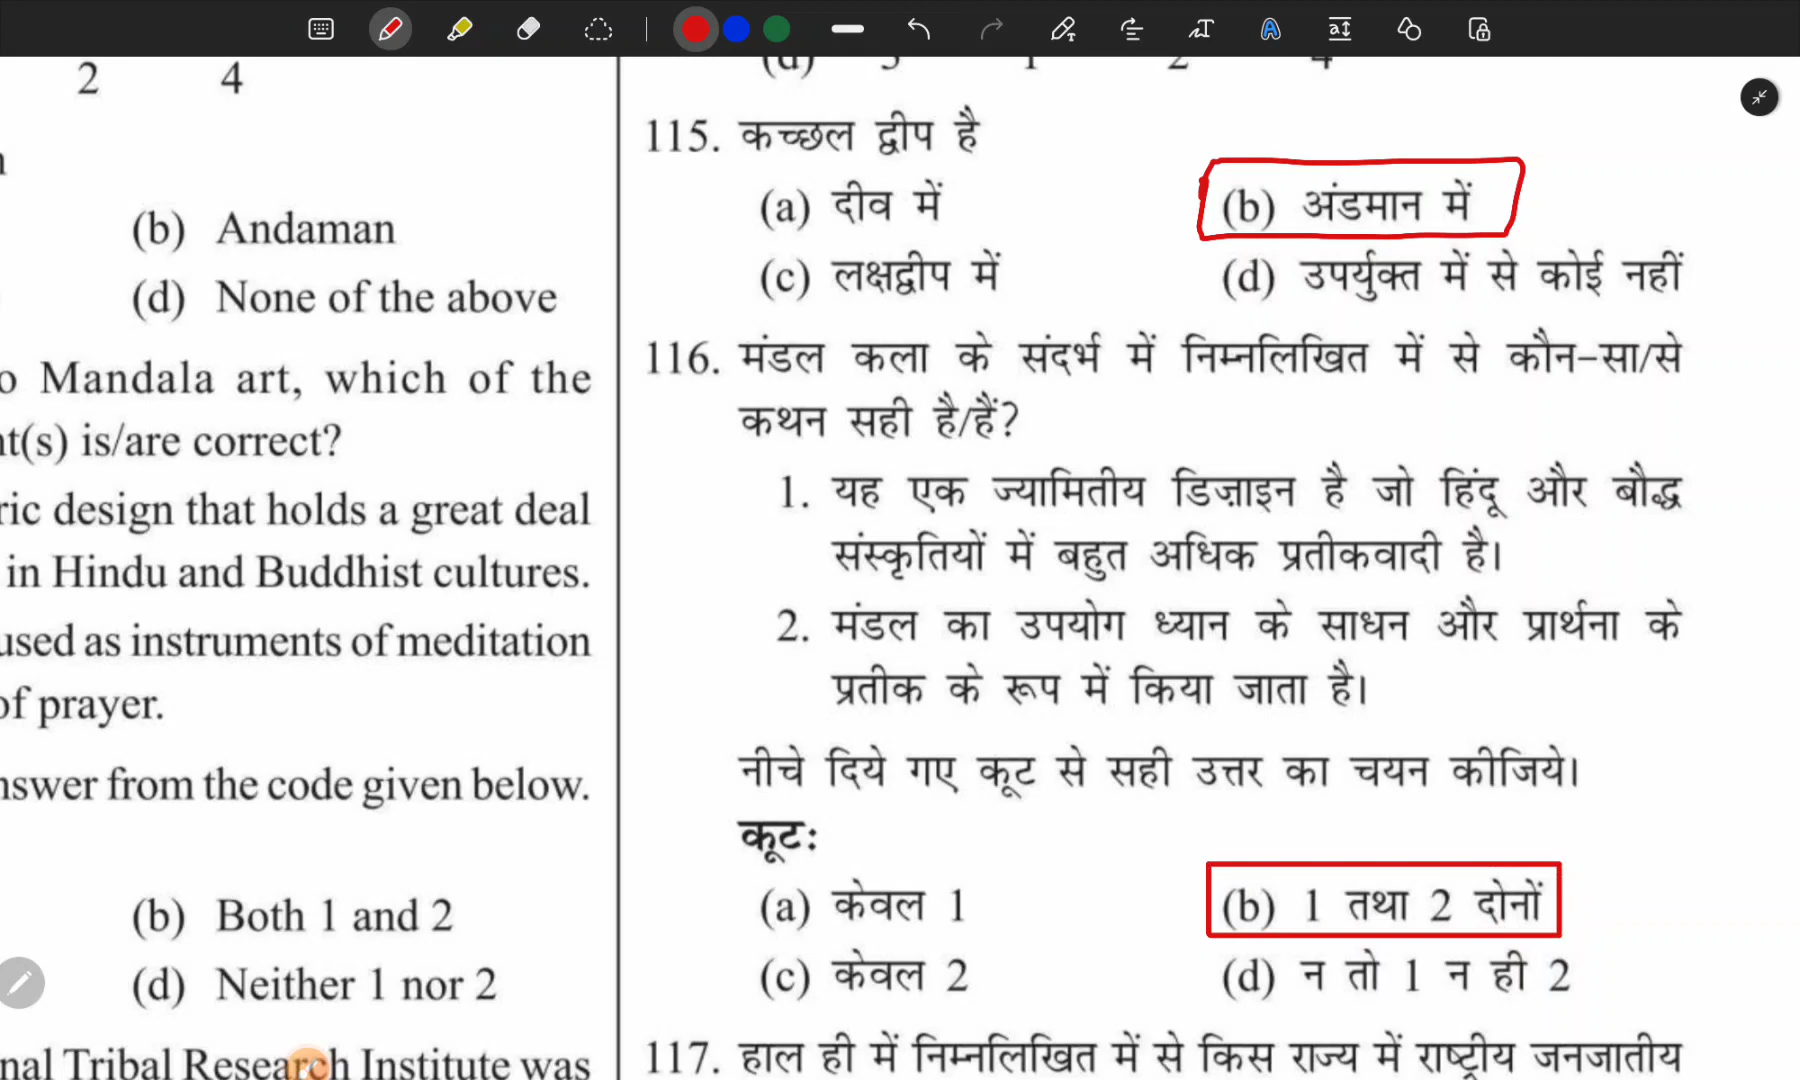 2 4
(b) Andaman
(d) None of the above
Mandala art, which of the
is/are correct?
design that holds a great deal
in Hindu and Buddhist cultures.
used as instruments of meditation
of prayer.
answer from the code given below.
(b) Both 1 and 2
(d) Neither 1 nor 2
Tribal Research Institute was
(d) 3 1 2 4
115. कच्छल द्वीप है
(a) दीव में (b) अंडमान में
(c) लक्षद्वीप में (d) उपर्युक्त में से कोई नहीं
116. मंडल कला के संदर्भ में निम्नलिखित में से कौन-सा/से
कथन सही है/हैं?
1. यह एक ज्यामितीय डिज़ाइन है जो हिंदू और बौद्ध
संस्कृतियों में बहुत अधिक प्रतीकवादी है।
2. मंडल का उपयोग ध्यान के साधन और प्रार्थना के
प्रतीक के रूप में किया जाता है।
नीचे दिये गए कूट से सही उत्तर का चयन कीजिये।
कूट:
(a) केवल 1 (b) 1 तथा 2 दोनों
(c) केवल 2 (d) न तो 1 न ही 2
117. हाल ही में निम्नलिखित में से किस राज्य में राष्ट्रीय जनजातीय